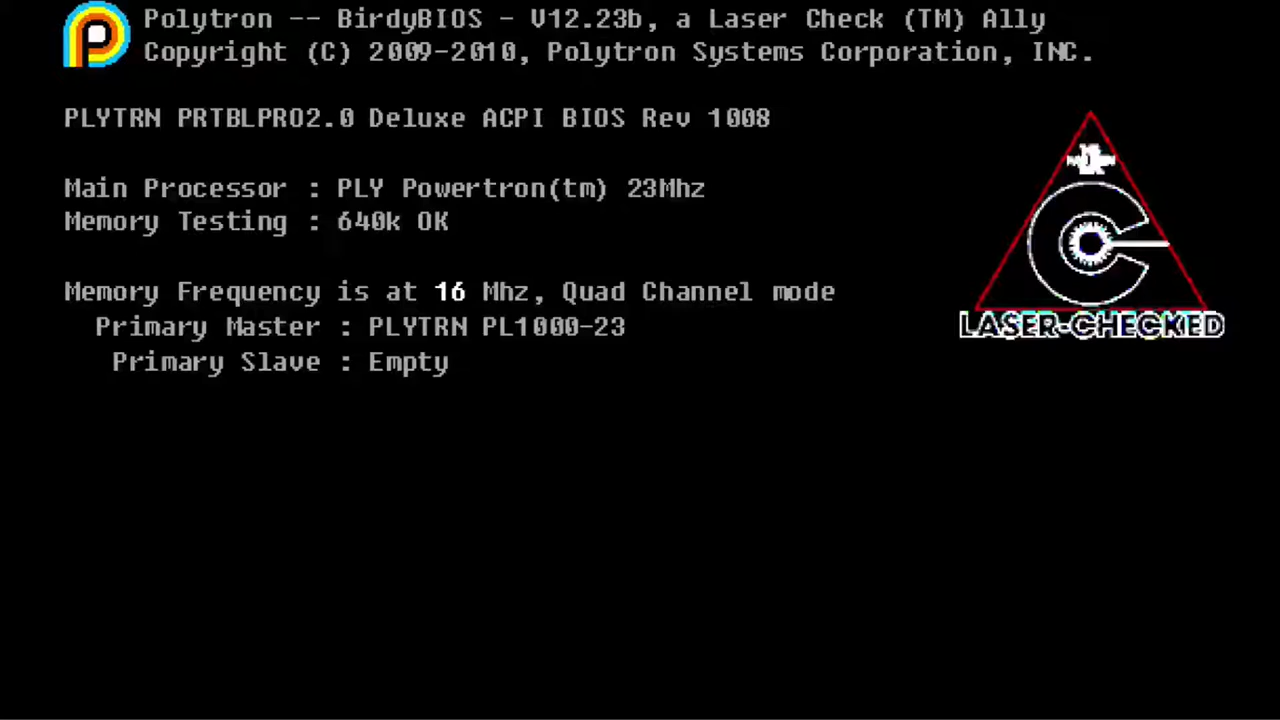 Polytron -- BirdyBIOS - V12.23b, a Laser Check (TM) Ally
Copyright (C) 2009-2010, Polytron Systems Corporation, INC.
PLYTRN PRTBLPRO2.0 Deluxe ACPI BIOS Rev 1008
Main Processor : PLY Powertron(tm) 23Mhz
Memory Testing : 640k OK
Memory Frequency is at 16 Mhz, Quad Channel mode
Primary Master : PLYTRN PL1000-23
Primary Slave : Empty
LASER-CHECKED